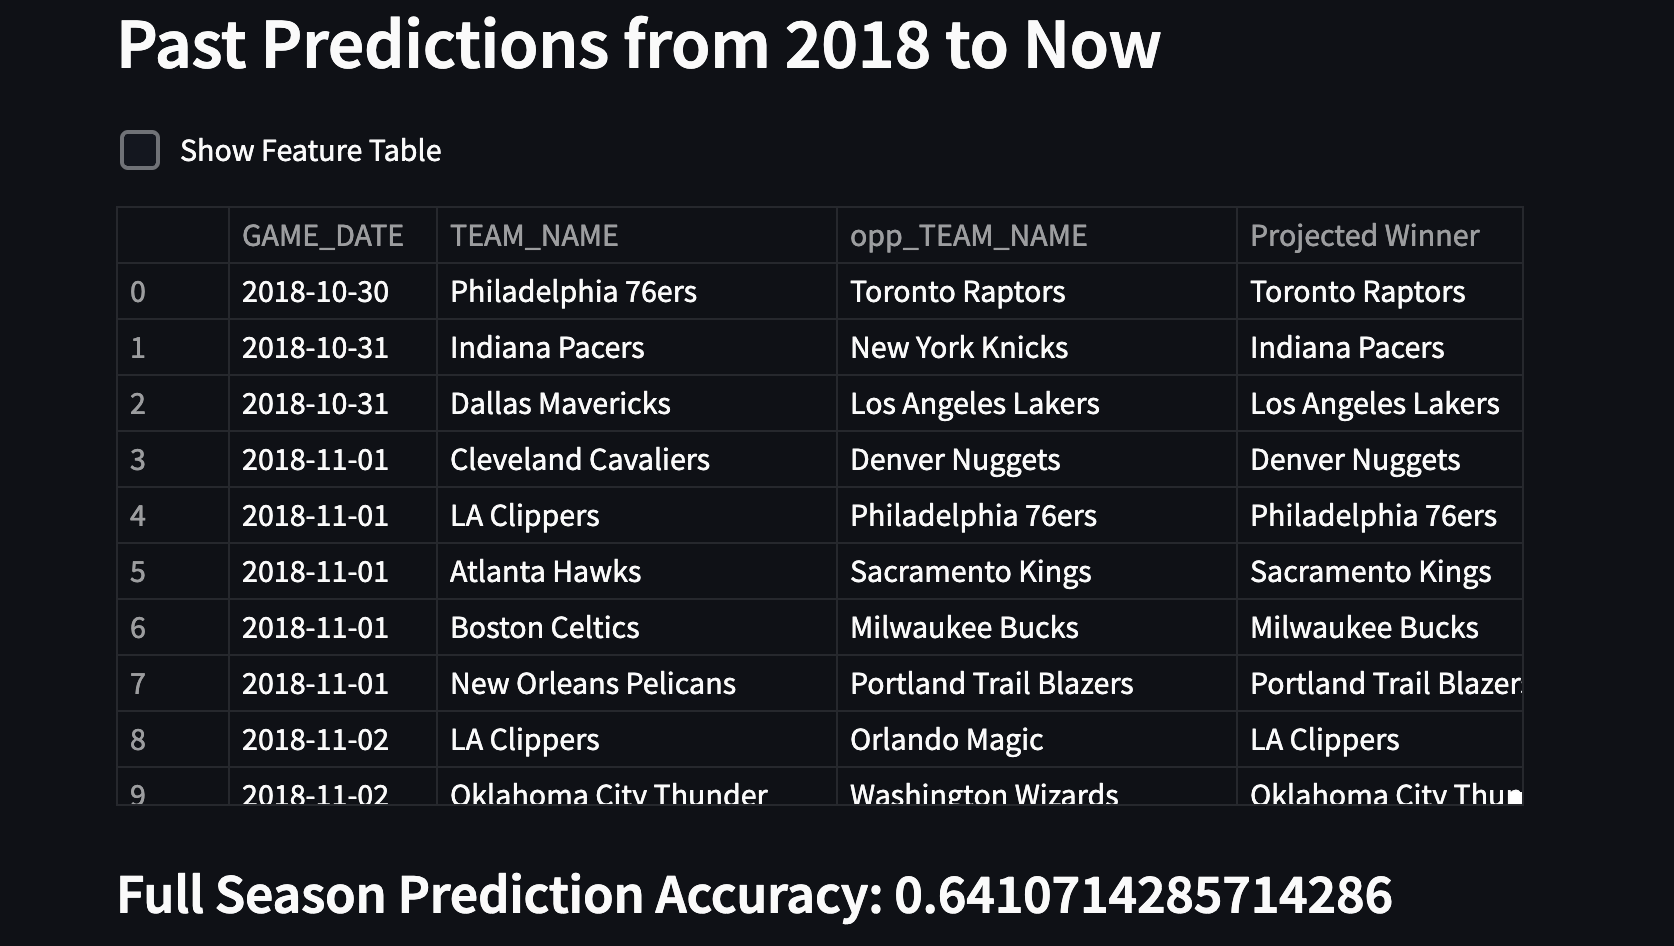 Past Predictions from 2018 to Now
Show Feature Table
GAME_DATE TEAM_NAME opp_TEAM_NAME Projected Winner
0 2018-10-30 Philadelphia 76ers Toronto Raptors Toronto Raptors
1 2018-10-31 Indiana Pacers New York Knicks Indiana Pacers
2 2018-10-31 Dallas Mavericks Los Angeles Lakers Los Angeles Lakers
3 2018-11-01 Cleveland Cavaliers Denver Nuggets Denver Nuggets
4 2018-11-01 LA Clippers Philadelphia 76ers Philadelphia 76ers
5 2018-11-01 Atlanta Hawks Sacramento Kings Sacramento Kings
6 2018-11-01 Boston Celtics Milwaukee Bucks Milwaukee Bucks
7 2018-11-01 New Orleans Pelicans Portland Trail Blazers Portland Trail Blazers
8 2018-11-02 LA Clippers Orlando Magic LA Clippers
9 2018-11-02 Oklahoma City Thunder Washington Wizards Oklahoma City Thun
Full Season Prediction Accuracy: 0.6410714285714286